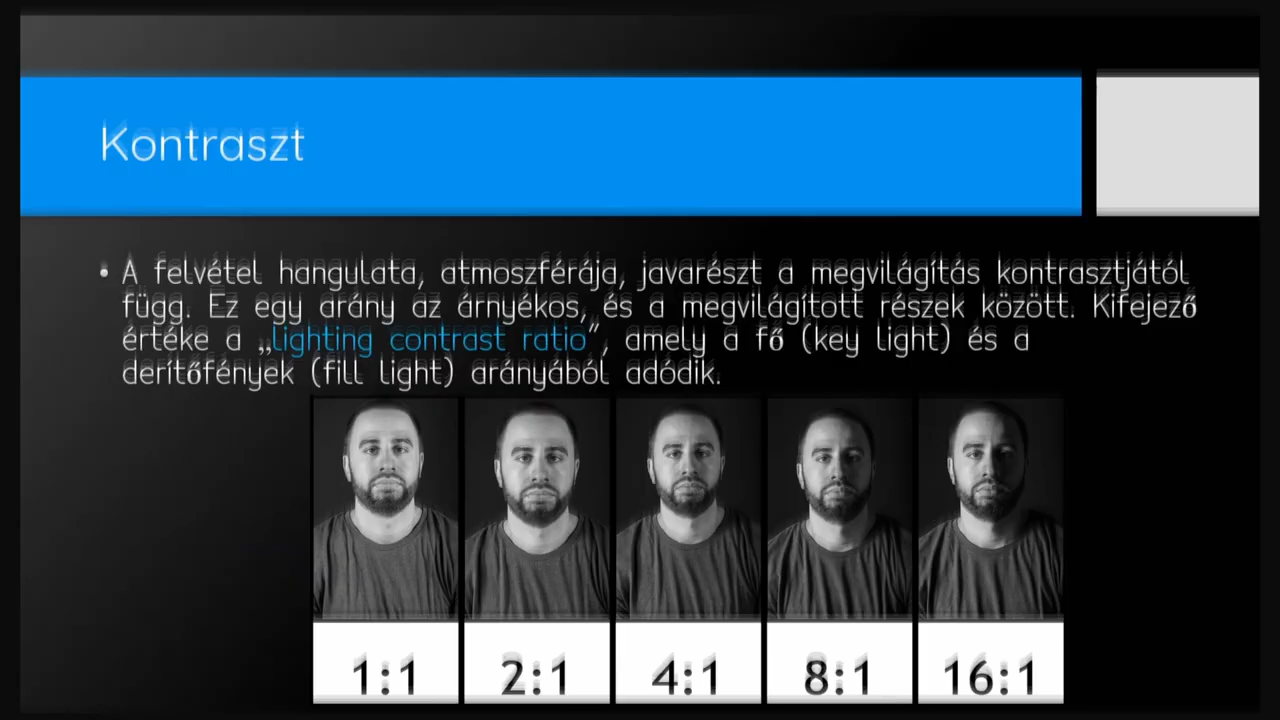 Kontraszt
• A felvétel hangulata, atmoszférája, javarészt a megvilágítás kontrasztjától
függ. Ez egy arány az árnyékos, és a megvilágított részek között. Kifejező
értéke a „lighting contrast ratio”, amely a fő (key light) és a
derítőfények (fill light) arányából adódik.
1:1 2:1 4:1 8:1 16:1